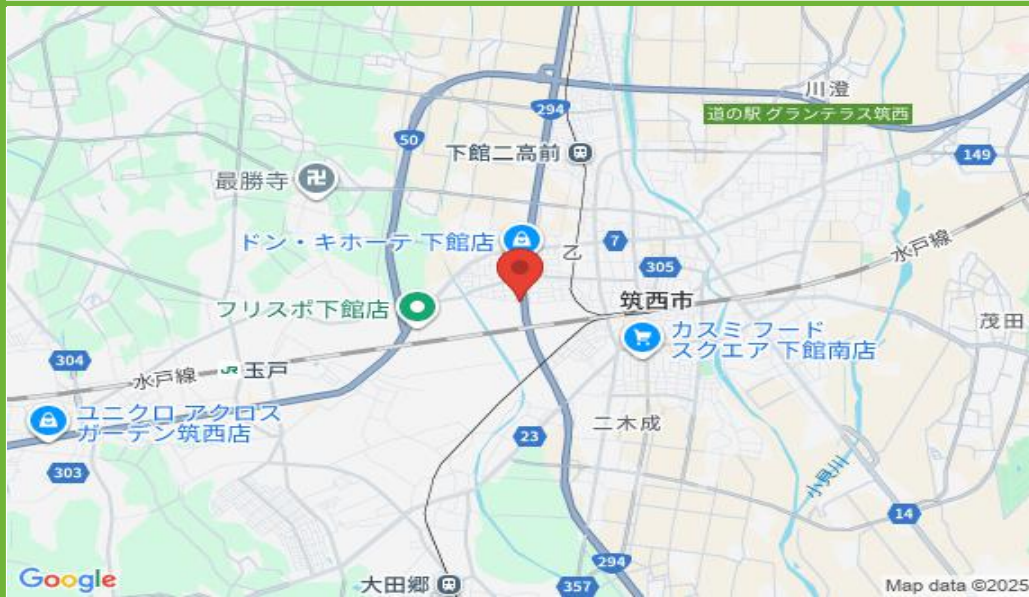 川澄
294
道の駅 グランテラス筑西
50
下館二高前
149
最勝寺
卍
ドン・キホーテ 下館店
7
乙
水戸線
305
フリスポ下館店
筑西市
茂田
カスミ フード
スクエア 下館南店
304
JR 玉戸
水戸線
ユニクロ アクロス
ガーデン筑西店
二木成
23
303
小貝川
14
294
Google
大田郷
357
Map data ©2025